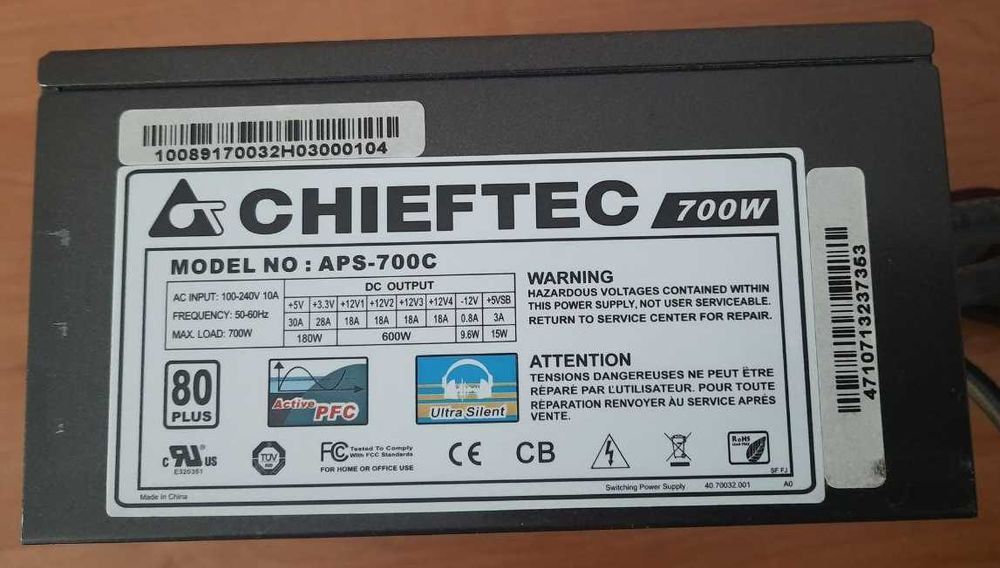 10089170032H03000104
CHIEFTEC 700W
MODEL NO : APS-700C
AC INPUT: 100-240V 10A
FREQUENCY: 50-60Hz
MAX. LOAD: 700W
DC OUTPUT
+5V +3.3V +12V1 +12V2 +12V3 +12V4 -12V +5VSB
30A 28A 18A 18A 18A 18A 0.8A 3A
180W 600W 9.6W 15W
WARNING
HAZARDOUS VOLTAGES CONTAINED WITHIN
THIS POWER SUPPLY, NOT USER SERVICEABLE.
RETURN TO SERVICE CENTER FOR REPAIR.
ATTENTION
TENSIONS DANGEREUSES NE PEUT ÊTRE
RÉPARÉ PAR L'UTILISATEUR. POUR TOUTE
RÉPARATION RENVOYER ÀU SERVICE APRÈS
VENTE.
80
PLUS
Active PFC
Ultra Silent
C RU US
E320351
TÜV
FC Tested To Comply
With FCC Standards
FOR HOME OR OFFICE USE
CE
CB
RoHS
SF FJ
Made In China
Switching Power Supply 40.70032.001 A0
4710713237353